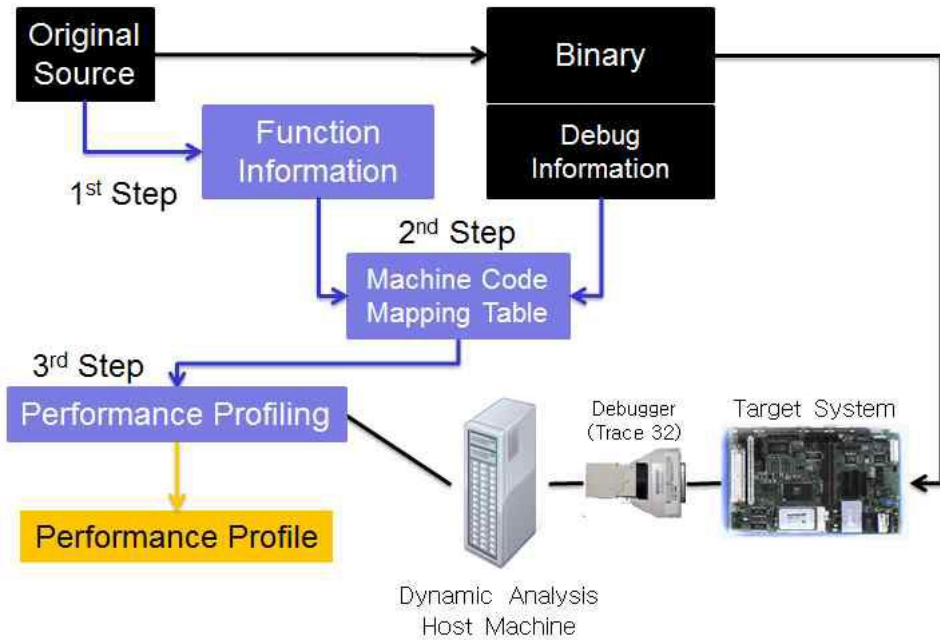 Original
Source
Binary
Function
Information
Debug
Information
1st Step
2nd Step
Machine Code
Mapping Table
3rd Step
Performance Profiling
Debugger
(Trace 32)
Target System
Performance Profile
Dynamic Analysis
Host Machine